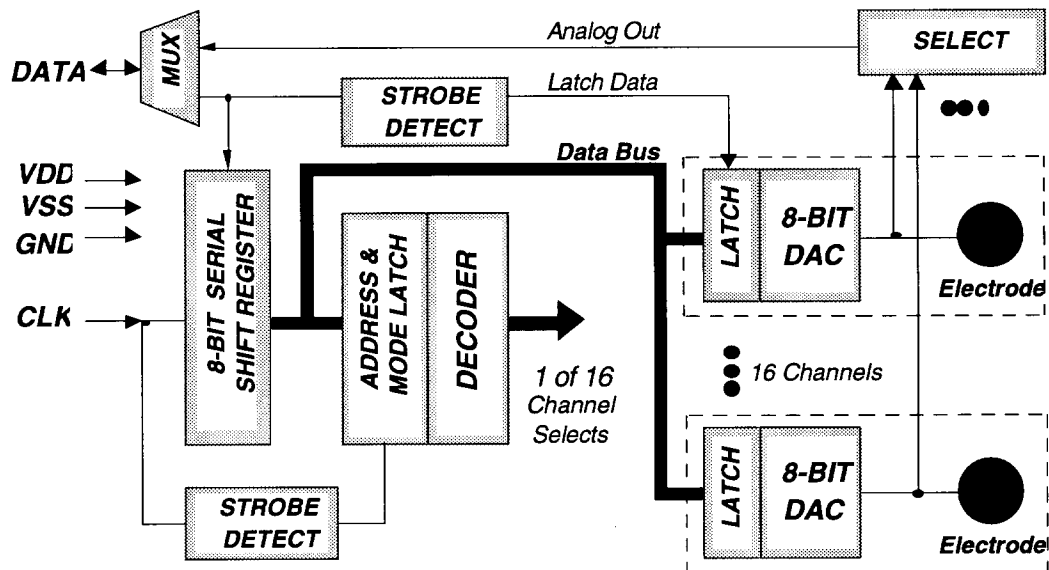 Analog Out
SELECT
MUX
DATA
STROBE
DETECT
Latch Data
Data Bus
VDD
VSS
GND
CLK
8-BIT SERIAL
SHIFT REGISTER
ADDRESS &
MODE LATCH
DECODER
1 of 16
Channel
Selects
LATCH
8-BIT
DAC
Electrode
16 Channels
LATCH
8-BIT
DAC
Electrode
STROBE
DETECT